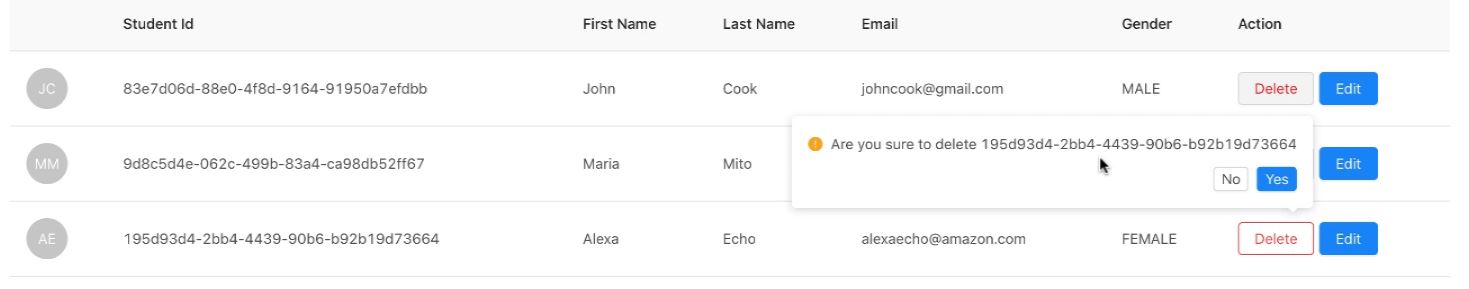 Student Id First Name Last Name Email Gender Action
JC 83e7d06d-88e0-4f8d-9164-91950a7efdbb John Cook johncook@gmail.com MALE Delete Edit
Are you sure to delete 195d93d4-2bb4-4439-90b6-b92b19d73664
MM 9d8c5d4e-062c-499b-83a4-ca98db52ff67 Maria Mito Edit
No Yes
AE 195d93d4-2bb4-4439-90b6-b92b19d73664 Alexa Echo alexaecho@amazon.com FEMALE Delete Edit